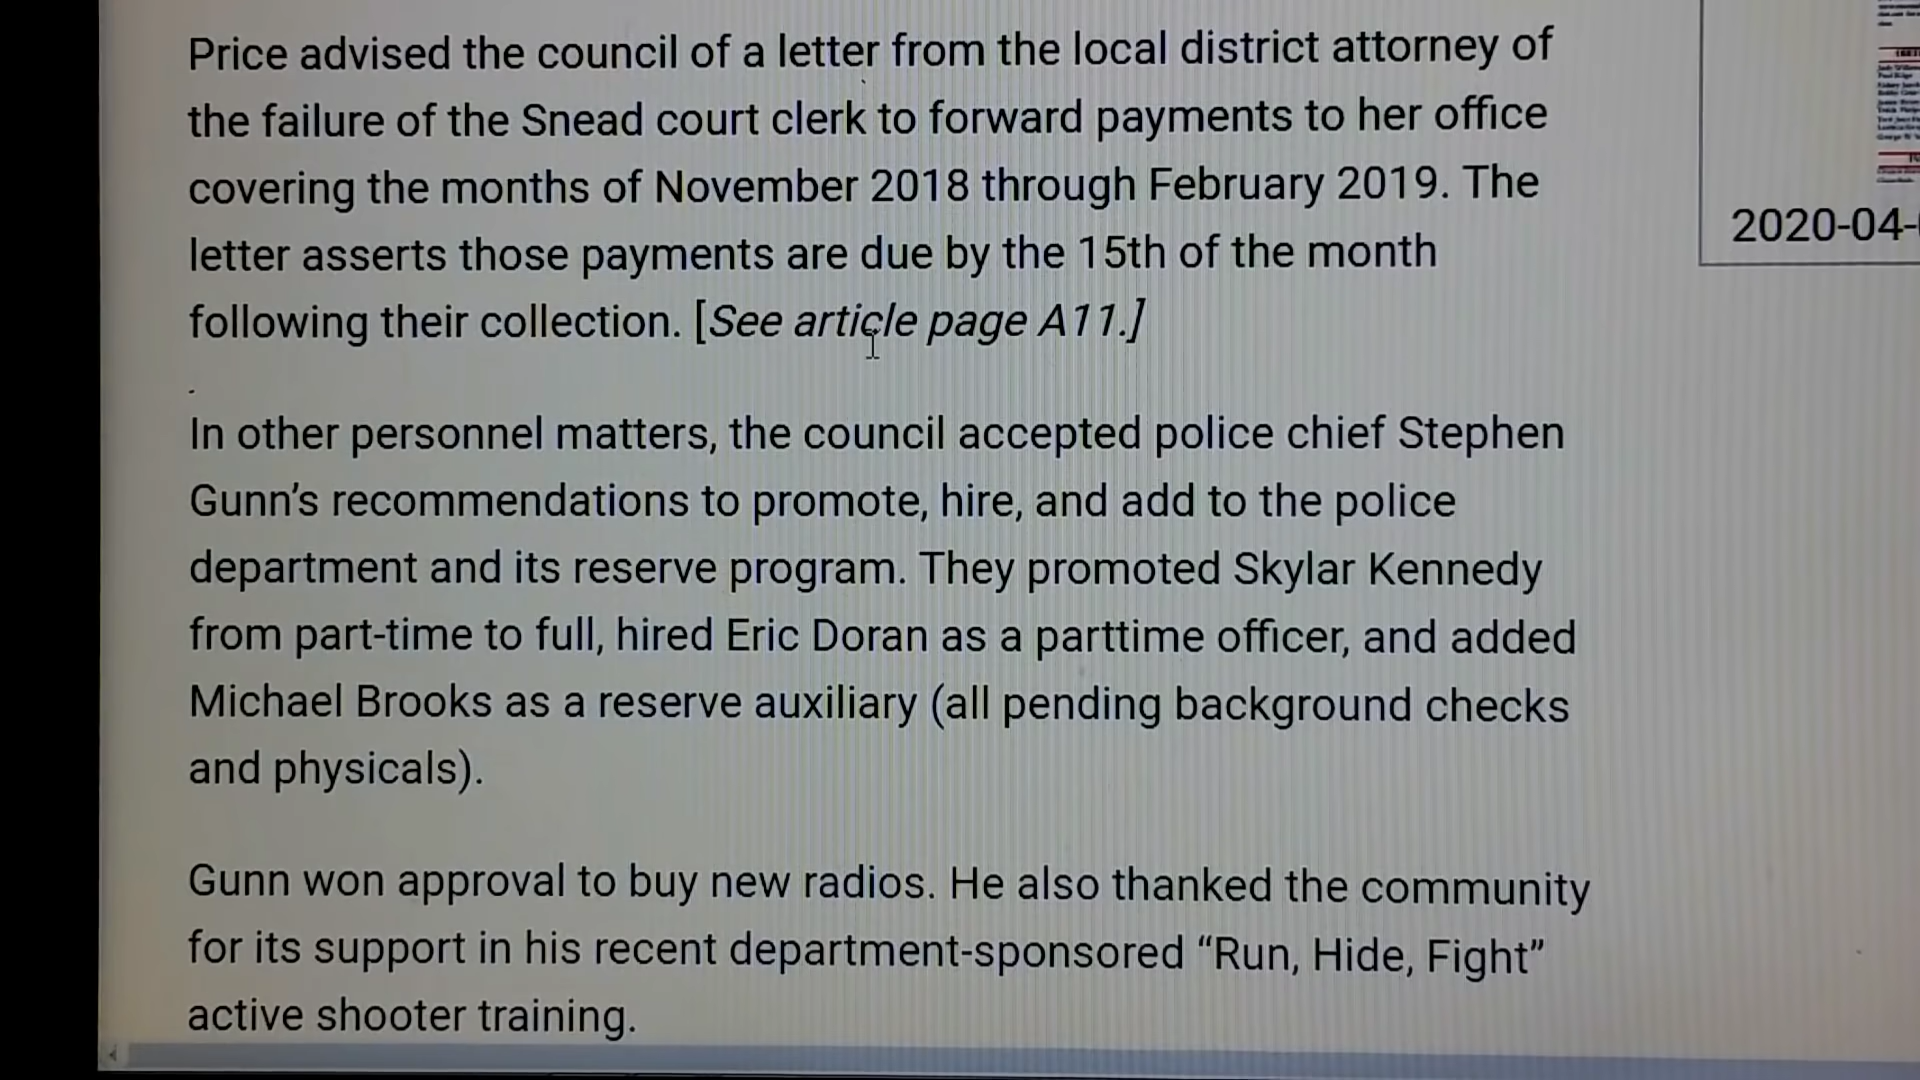 Price advised the council of a letter from the local district attorney of
the failure of the Snead court clerk to forward payments to her office
covering the months of November 2018 through February 2019. The
letter asserts those payments are due by the 15th of the month
following their collection. [See article page A11.]
.
In other personnel matters, the council accepted police chief Stephen
Gunn’s recommendations to promote, hire, and add to the police
department and its reserve program. They promoted Skylar Kennedy
from part-time to full, hired Eric Doran as a parttime officer, and added
Michael Brooks as a reserve auxiliary (all pending background checks
and physicals).
Gunn won approval to buy new radios. He also thanked the community
for its support in his recent department-sponsored “Run, Hide, Fight”
active shooter training.
2020-04-